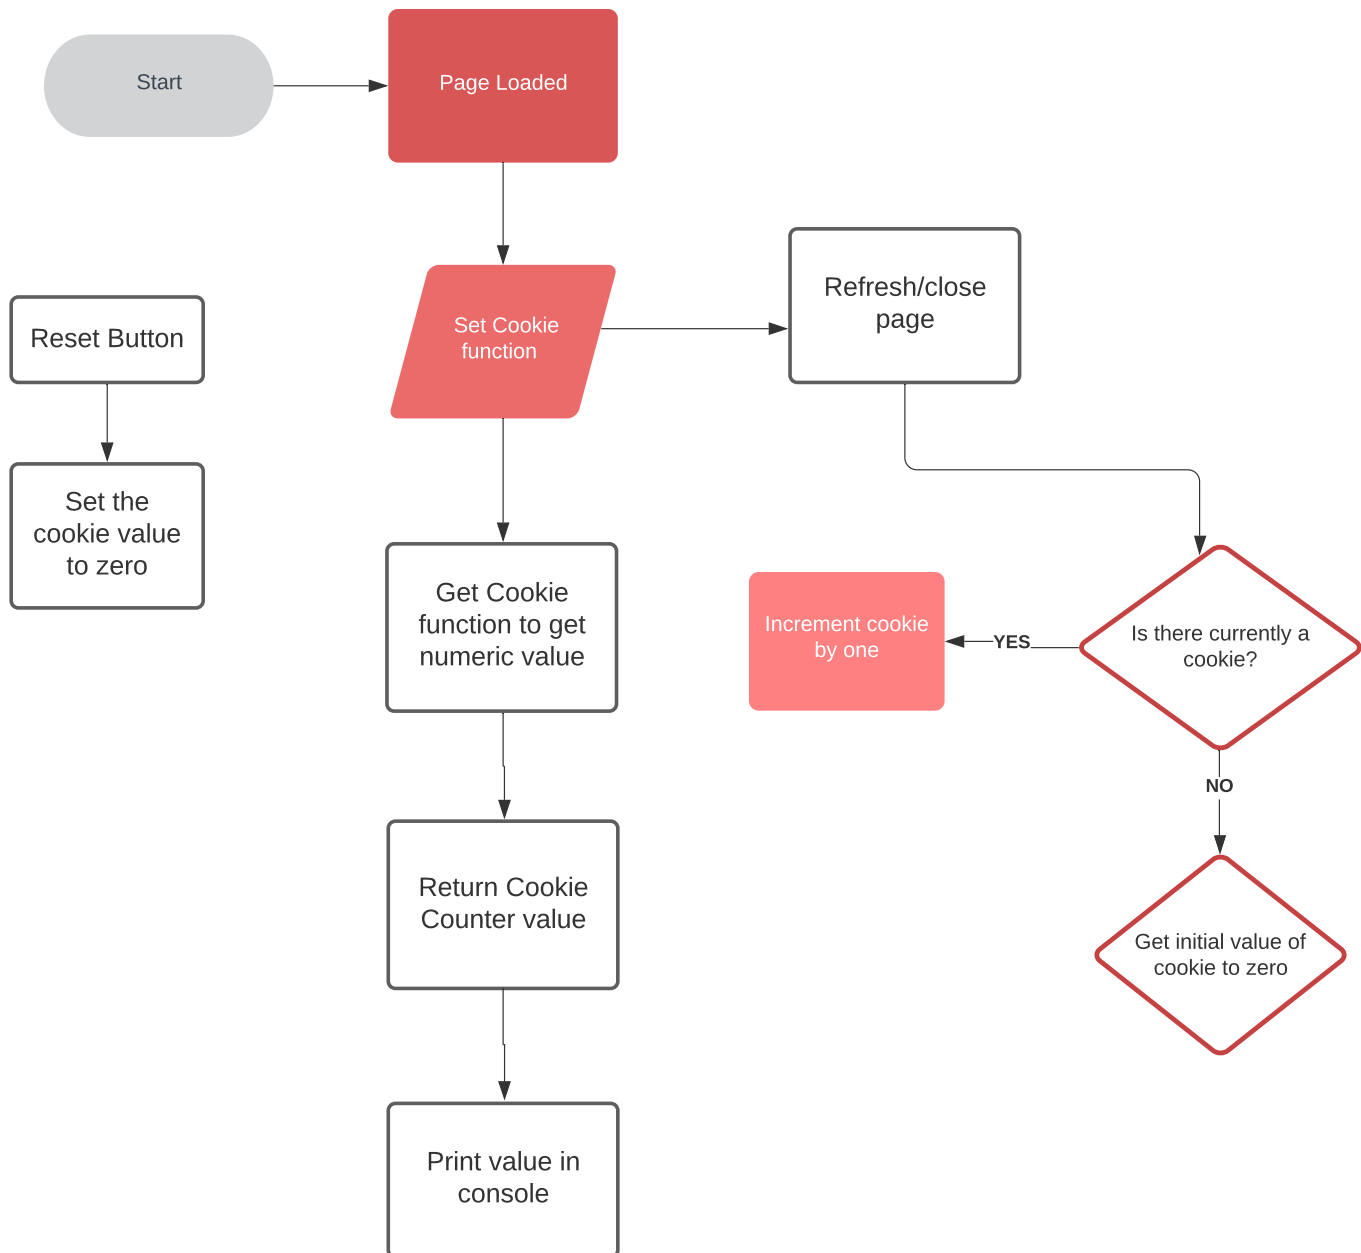 Start
Page Loaded
Set Cookie
function
Refresh/close
page
Reset Button
Set the
cookie value
to zero
Get Cookie
function to get
numeric value
Increment cookie
by one
YES
Is there currently a
cookie?
NO
Return Cookie
Counter value
Get initial value of
cookie to zero
Print value in
console